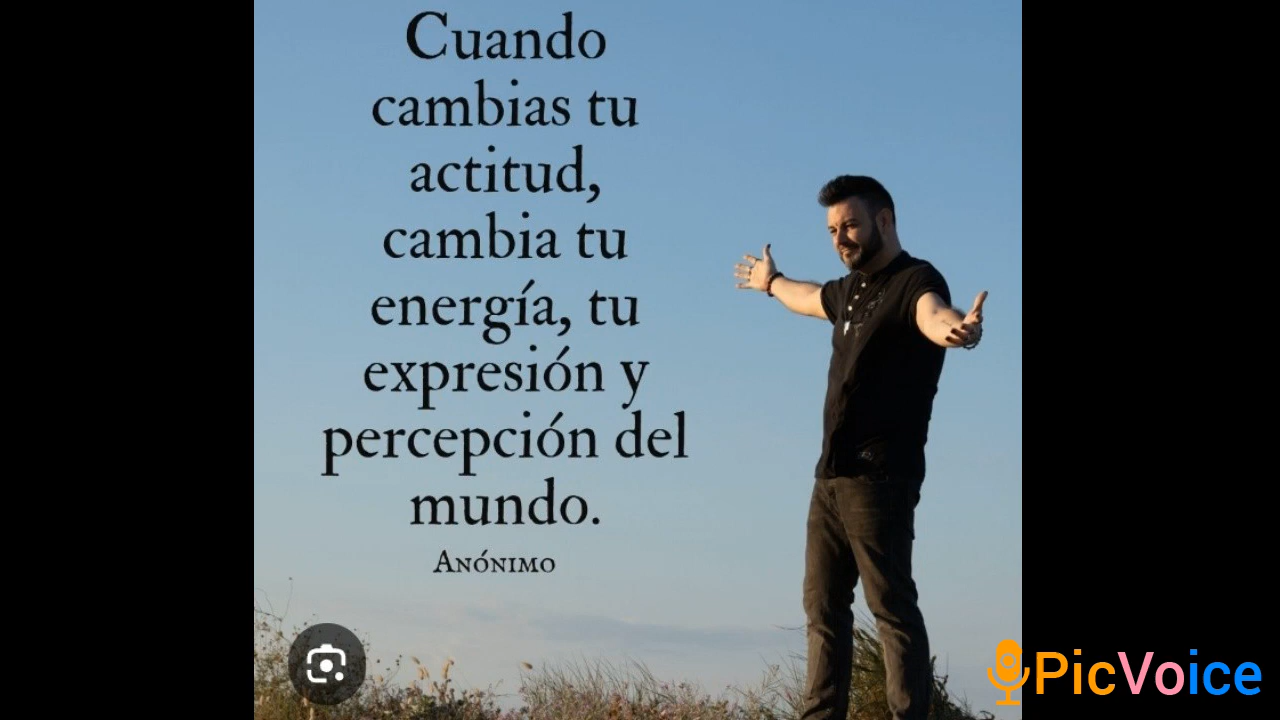 Cuando
cambias tu
actitud,
cambia tu
energía, tu
expresión y
percepción del
mundo.
Anónimo
PicVoice